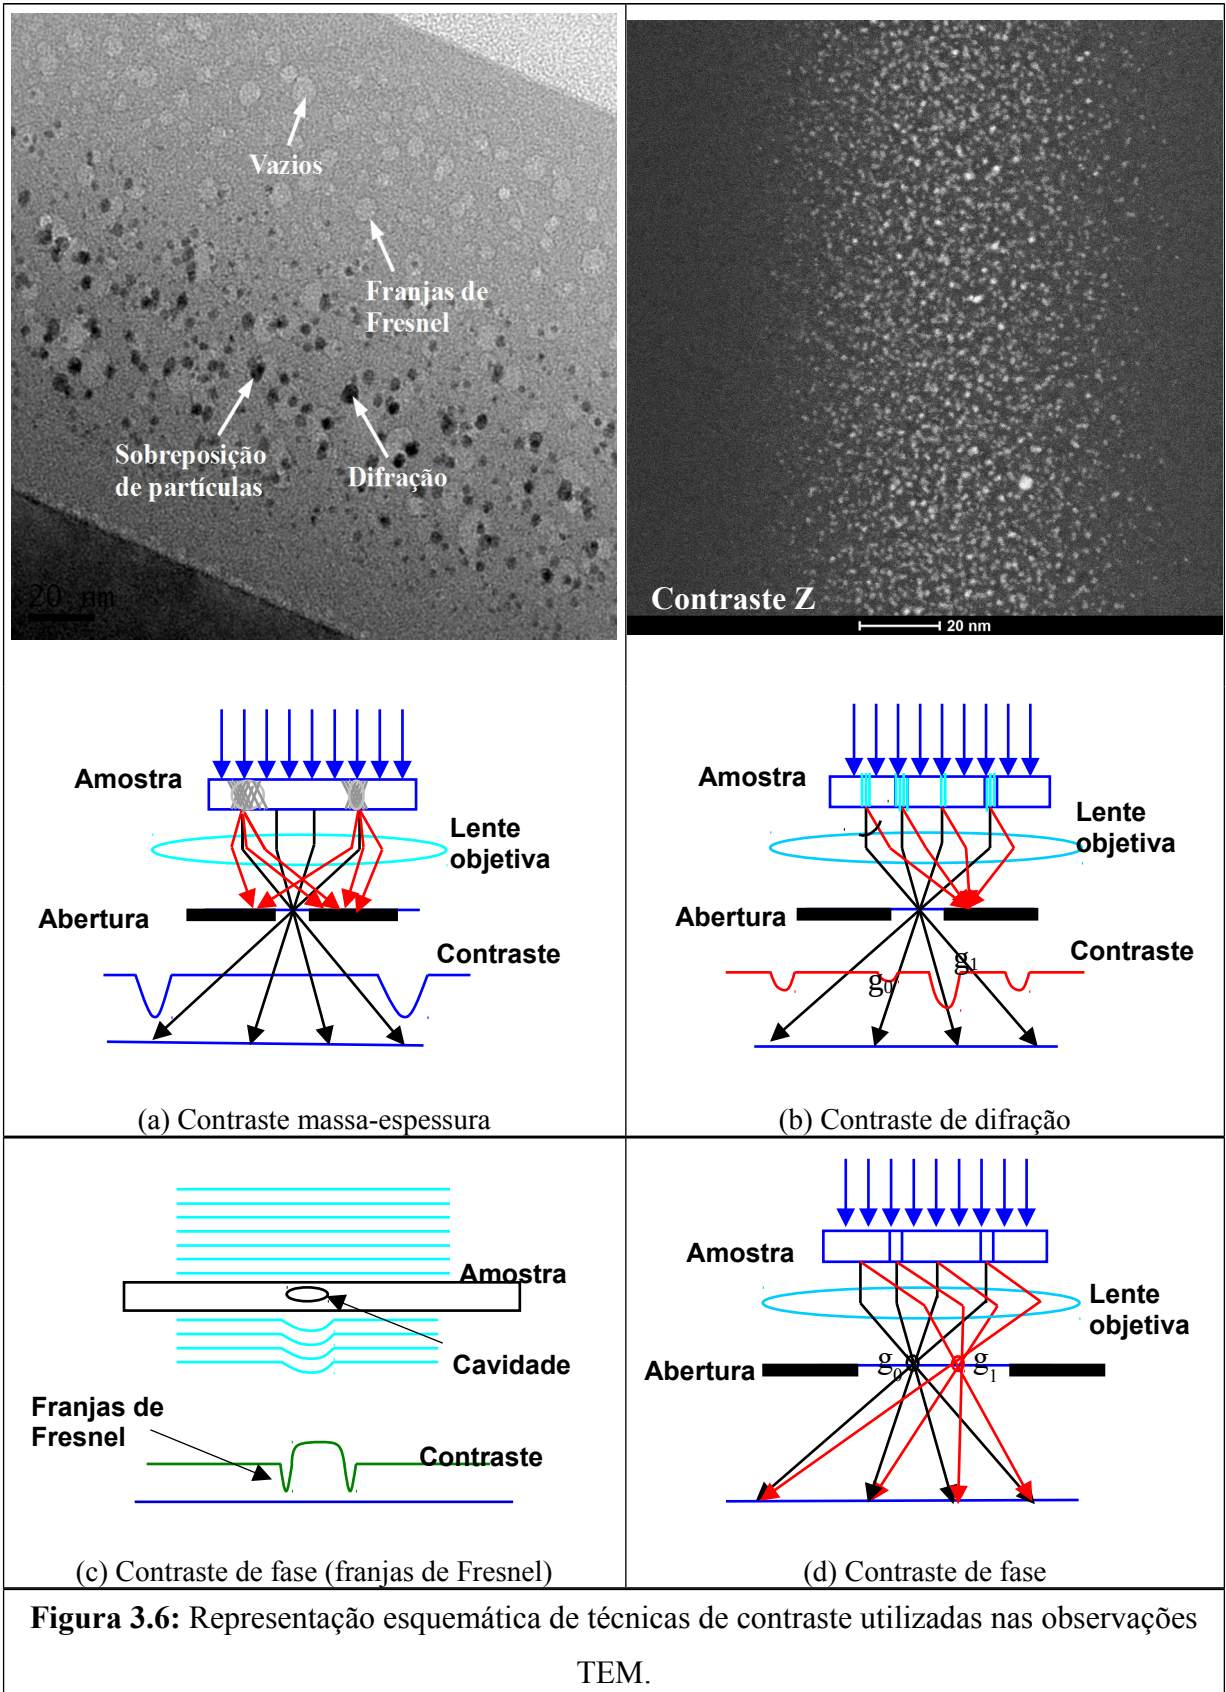 Vazios
Franjas de
Fresnel
Sobreposição
de partículas
Difração
20 nm
Contraste Z
20 nm
Amostra
Lente
objetiva
Abertura
Contraste
(a) Contraste massa-espessura
Amostra
Lente
objetiva
Abertura
Contraste
g₀
g₁
(b) Contraste de difração
Amostra
Cavidade
Franjas de
Fresnel
Contraste
(c) Contraste de fase (franjas de Fresnel)
Amostra
Lente
objetiva
Abertura
g₀
g₁
(d) Contraste de fase
Figura 3.6: Representação esquemática de técnicas de contraste utilizadas nas observações
TEM.